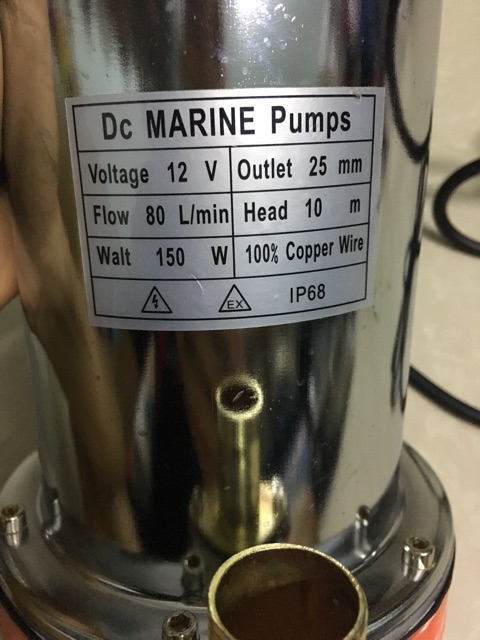 Dc MARINE Pumps
Voltage 12 V Outlet 25 mm
Flow 80 L/min Head 10 m
Walt 150 W 100% Copper Wire
EX IP68